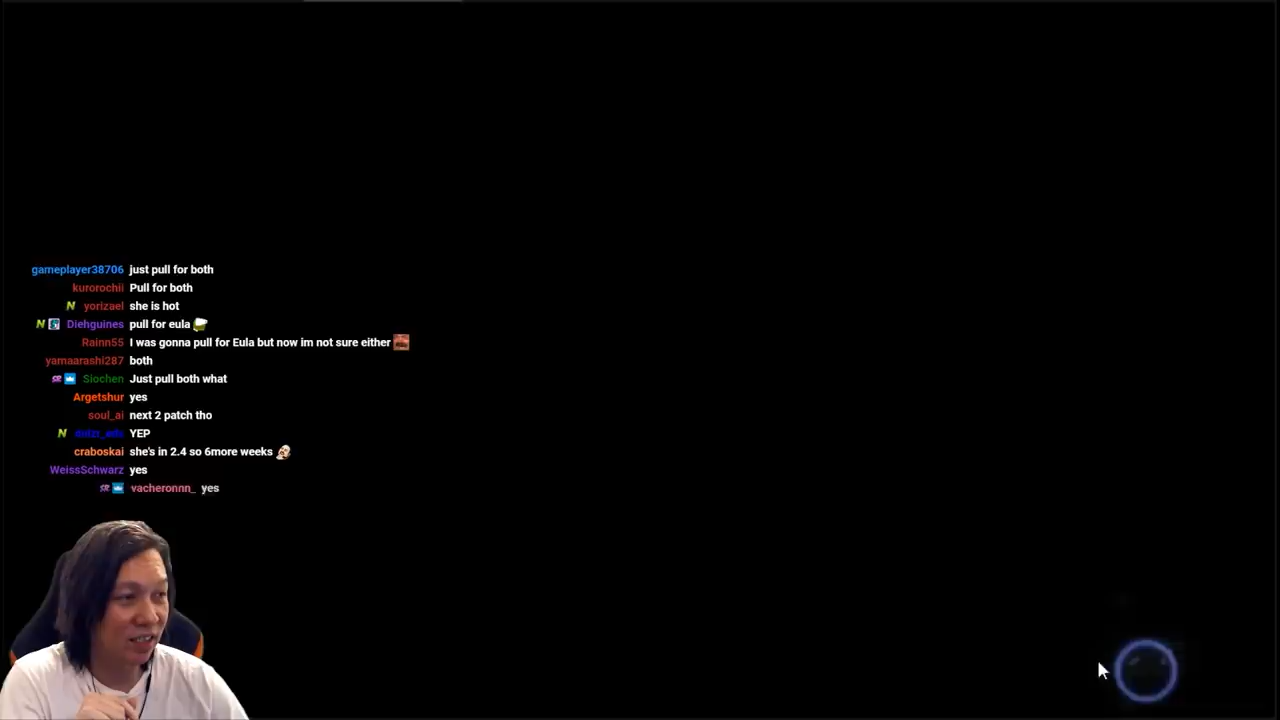 gameplayer38706 just pull for both
kurorochii Pull for both
N yorizael she is hot
N Diehguines pull for eula
Rainn55 I was gonna pull for Eula but now im not sure either
yamaarashi287 both
SR Siochen Just pull both what
Argetshur yes
soul_ai next 2 patch tho
N YEP
craboskai she's in 2.4 so 6more weeks
WeissSchwarz yes
SR vacheronnn_ yes